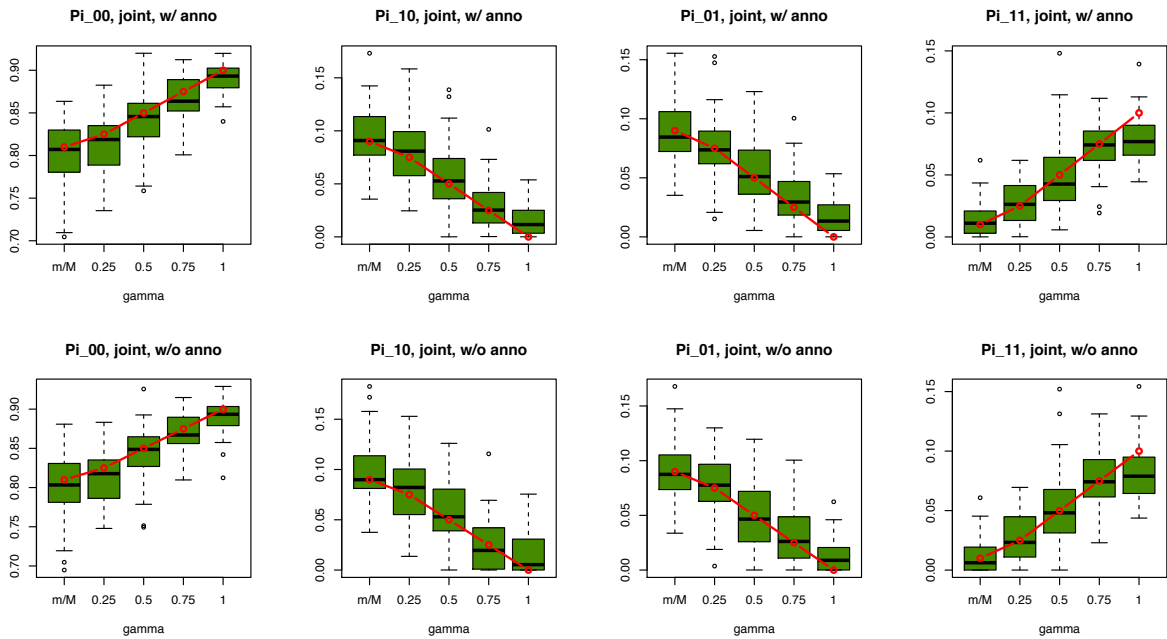 Pi_00, joint, w/ anno
0.90
0.85
0.80
0.70
m/M 0.25 0.5 0.75 1
gamma
Pi_10, joint, w/ anno
0.15
0.10
0.05
0.00
m/M 0.25 0.5 0.75 1
gamma
Pi_01, joint, w/ anno
0.15
0.10
0.05
0.00
m/M 0.25 0.5 0.75 1
gamma
Pi_11, joint, w/ anno
0.15
0.10
0.05
0.00
m/M 0.25 0.5 0.75 1
gamma
Pi_00, joint, w/o anno
0.90
0.85
0.80
0.75
0.70
m/M 0.25 0.5 0.75 1
gamma
Pi_10, joint, w/o anno
0.15
0.10
0.05
0.00
m/M 0.25 0.5 0.75 1
gamma
Pi_01, joint, w/o anno
0.15
0.10
0.05
0.00
m/M 0.25 0.5 0.75 1
gamma
Pi_11, joint, w/o anno
0.15
0.10
0.05
0.00
m/M 0.25 0.5 0.75 1
gamma